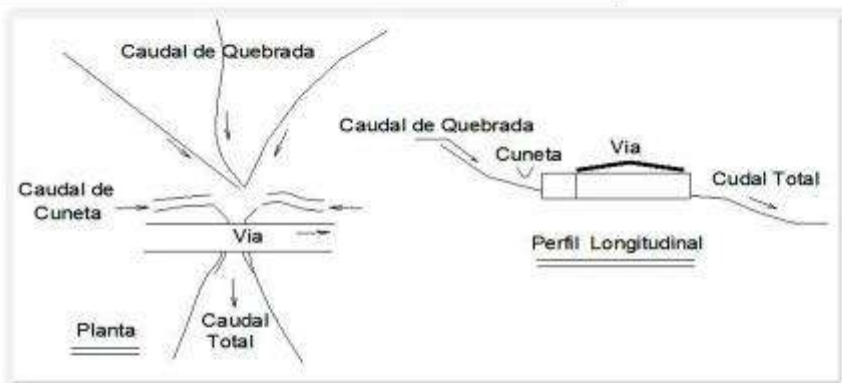 Caudal de Quebrada
Caudal de
Cuneta
Via
Caudal
Total
Planta
Caudal de Quebrada
Cuneta
Via
Cudal Total
Perfil Longitudinal